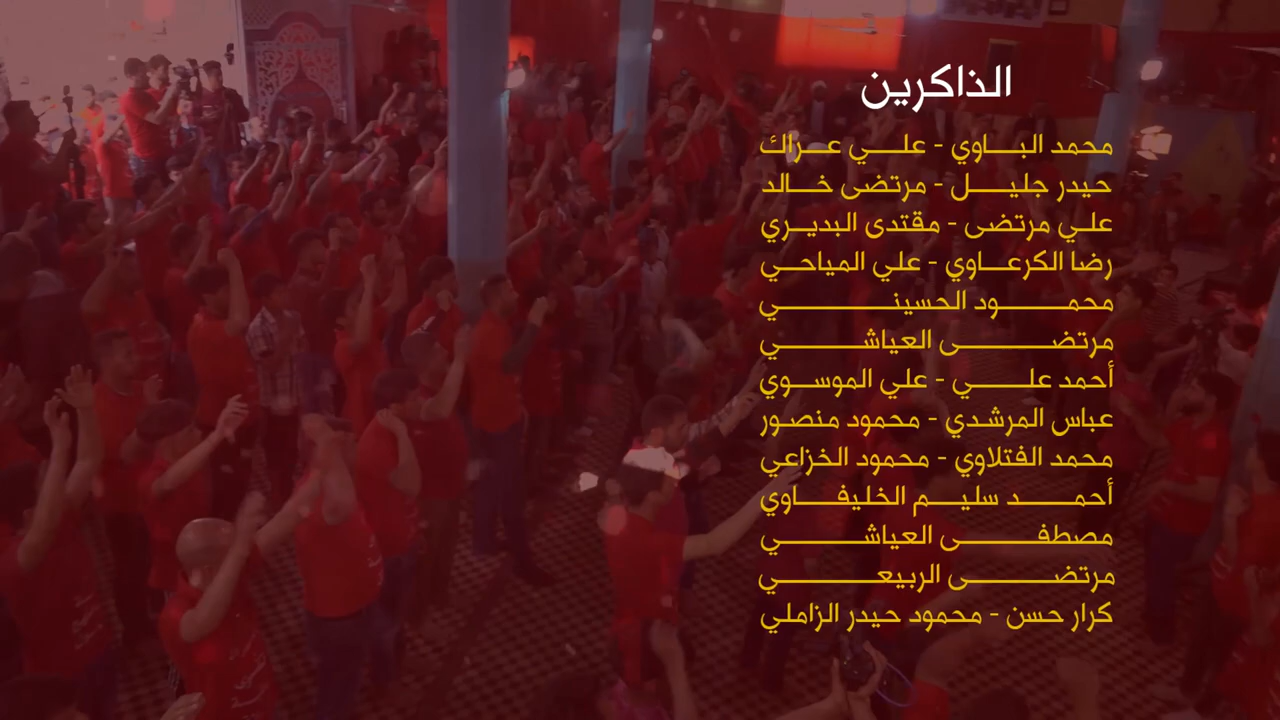 الذاكرين
محمد الباوي - علي عراك
حيدر جليل - مرتضى خالد
علي مرتضى - مقتدى البديري
رضا الكرعاوي - علي المياحي
محمود الحسيني
مرتضى العياشي
أحمد علي - علي الموسوي
عباس المرشدي - محمود منصور
محمد الفتلاوي - محمود الخزاعي
أحمد سليم الخليفاوي
مصطفى العياشي
مرتضى الربيعي
كرار حسن - محمود حيدر الزاملي